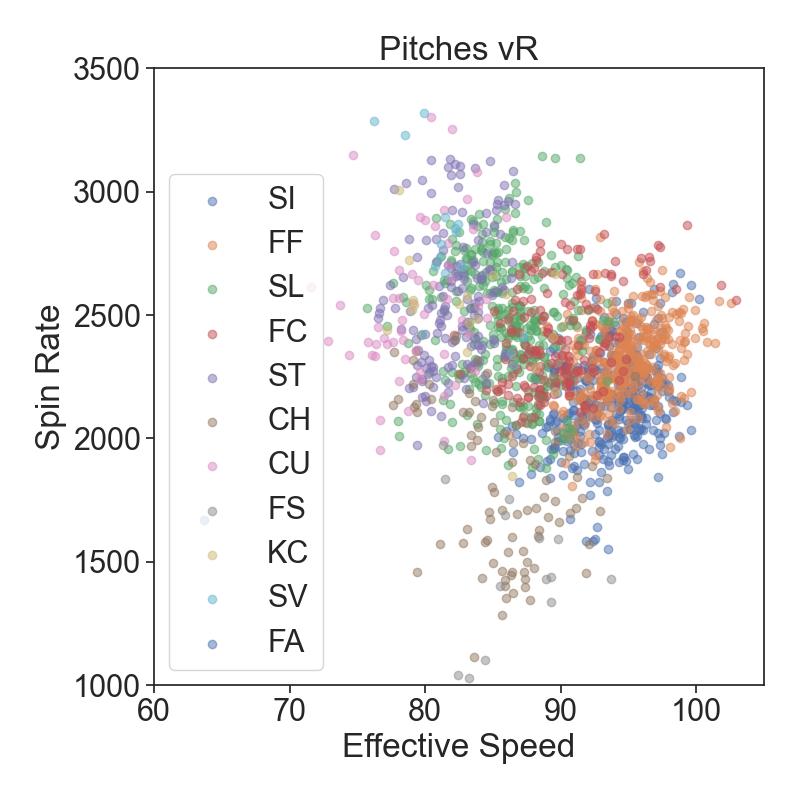 Pitches vR
3500
3000
2500
2000
1500
1000
Spin Rate
SI
FF
SL
FC
ST
CH
CU
FS
KC
SV
FA
60 70 80 90 100
Effective Speed